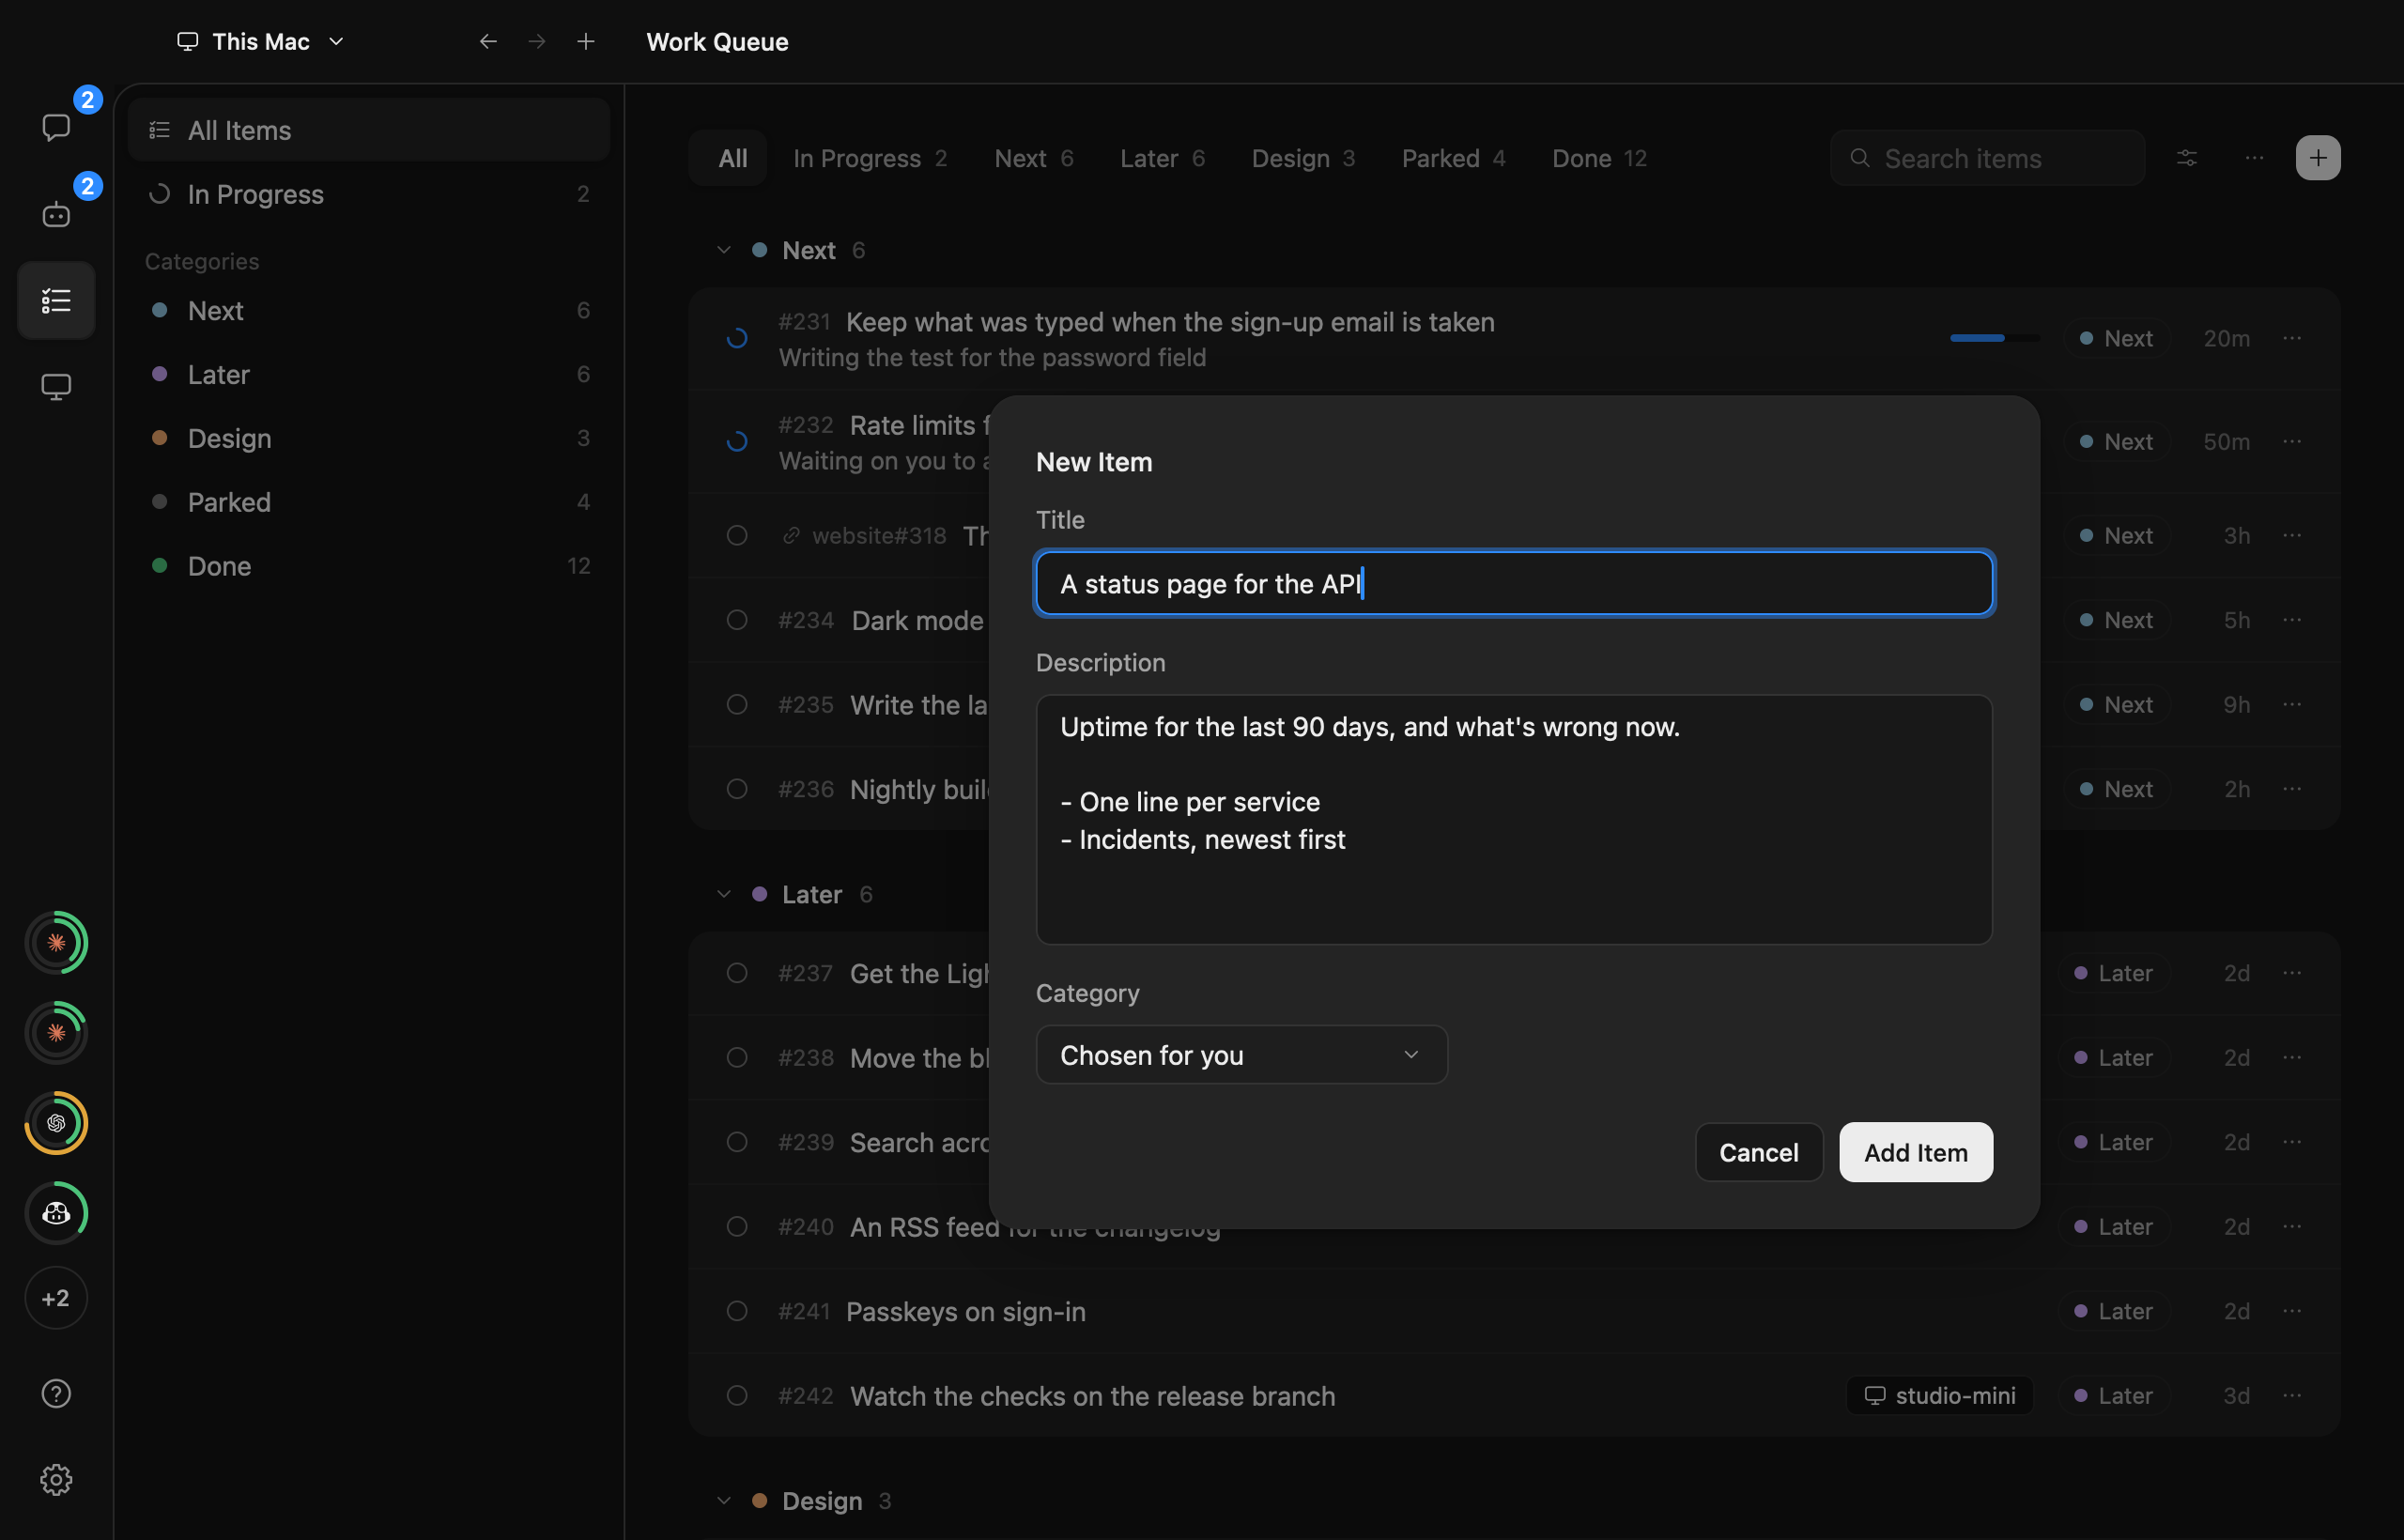 This Mac
Work Queue
2
2
All Items
In Progress 2
Categories
Next 6
Later 6
Design 3
Parked 4
Done 12
+2
All In Progress 2 Next 6 Later 6 Design 3 Parked 4 Done 12
Search items
Next 6
#231 Keep what was typed when the sign-up email is taken
Writing the test for the password field
Next 20m
#232 Rate limits
Waiting on you to
Next 50m
website#318
Next 3h
#234 Dark mode
Next 5h
#235 Write the
Next 9h
#236 Nightly
Next 2h
Later 6
#237 Get the
Later 2d
#238 Move the
Later 2d
#239 Search
Later 2d
#240 An RSS feed for the changelog
Later 2d
#241 Passkeys on sign-in
Later 2d
#242 Watch the checks on the release branch
studio-mini
Later 3d
Design 3
New Item
Title
A status page for the API
Description
Uptime for the last 90 days, and what's wrong now.
- One line per service
- Incidents, newest first
Category
Chosen for you
Cancel
Add Item